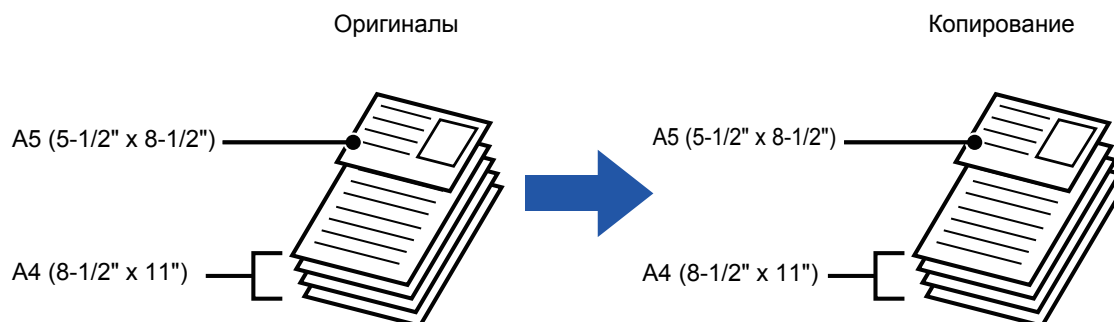 Оригиналы
Копирование
A5 (5-1/2" x 8-1/2")
A5 (5-1/2" x 8-1/2")
A4 (8-1/2" x 11")
A4 (8-1/2" x 11")